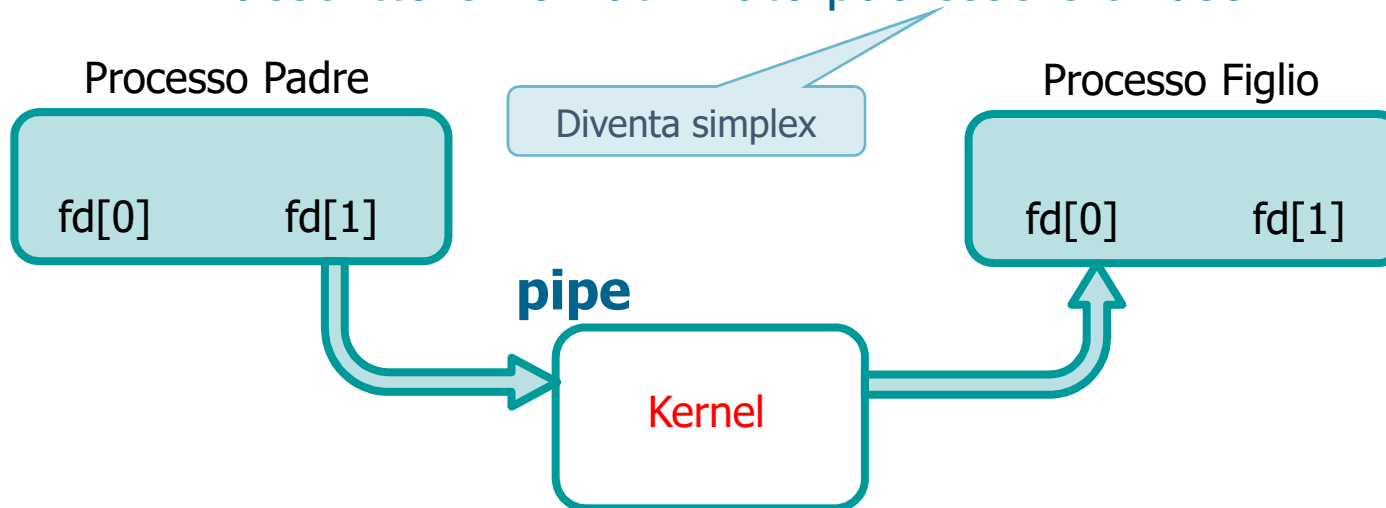 Processo Padre
Diventa simplex
Processo Figlio
fd[0] fd[1]
fd[0] fd[1]
pipe
Kernel